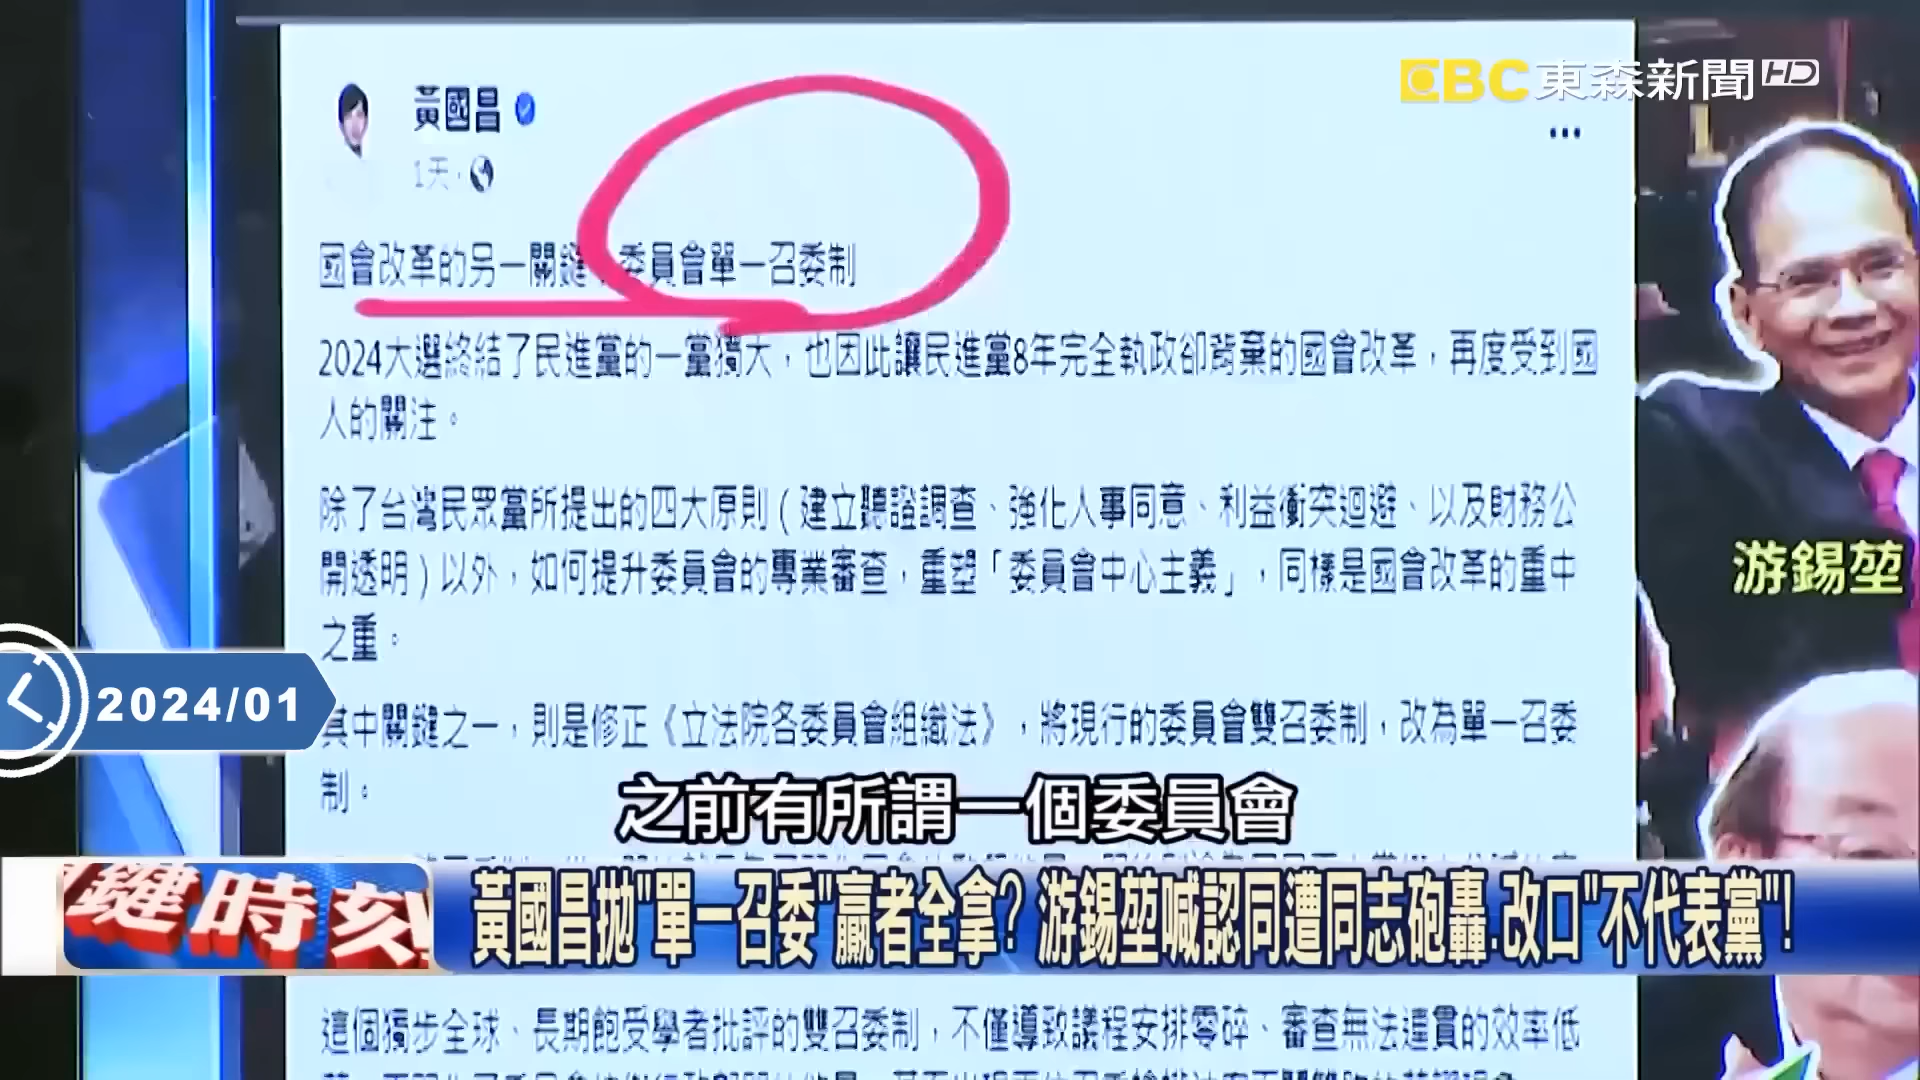 EBC 東森新聞 HD
黃國昌
1天
國會改革的另一關鍵：委員會單一召委制
2024大選終結了民進黨的一黨獨大，也因此讓民進黨8年完全執政卻背棄的國會改革，再度受到國
人的關注。
除了台灣民眾黨所提出的四大原則（建立聽證調查、強化人事同意、利益衝突迴避、以及財務公
開透明）以外，如何提升委員會的專業審查，重塑「委員會中心主義」，同樣是國會改革的重中
之重。
其中關鍵之一，則是修正《立法院各委員會組織法》，將現行的委員會雙召委制，改為單一召委
制。
游錫堃
2024/01
之前有所謂一個委員會
鍵時刻
黃國昌拋"單一召委"贏者全拿? 游錫堃喊認同遭同志砲轟.改口"不代表黨"!
這個獨步全球、長期飽受學者批評的雙召委制，不僅導致議程安排零碎、審查無法連貫的效率低